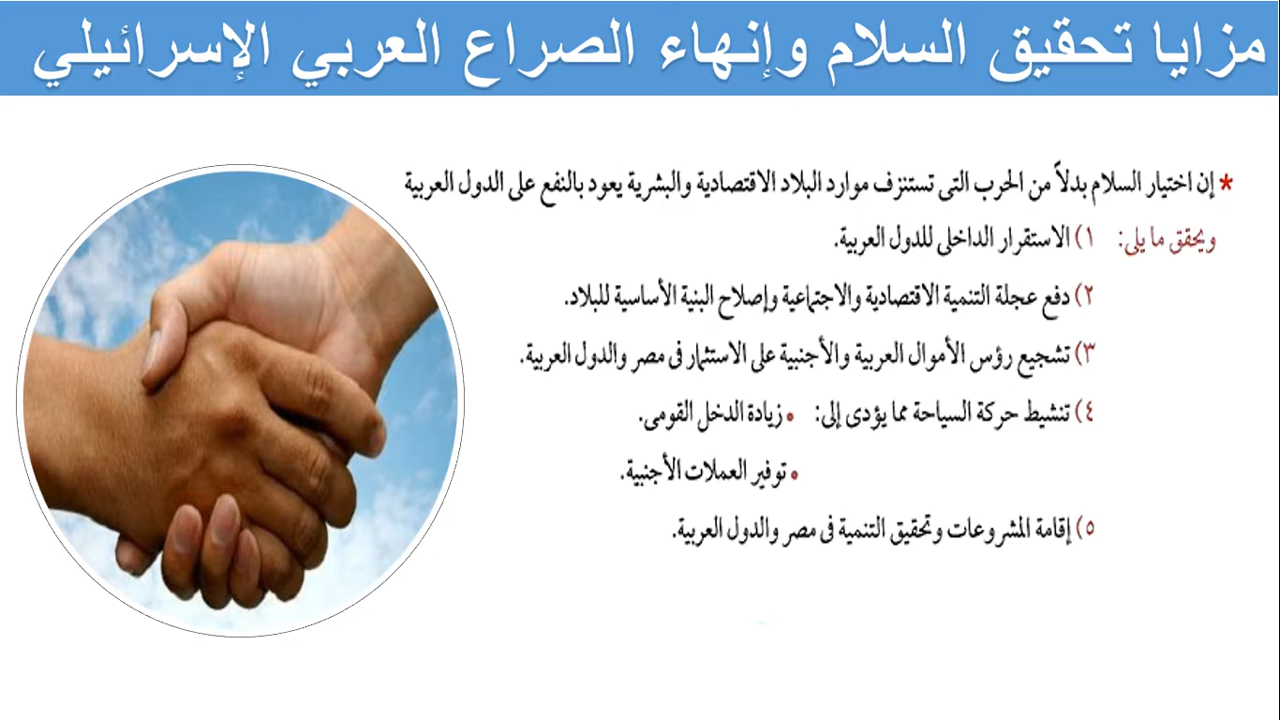 مزايا تحقيق السلام وإنهاء الصراع العربي الإسرائيلي
* إن اختيار السلام بدلاً من الحرب التى تستنزف موارد البلاد الاقتصادية والبشرية يعود بالنفع على الدول العربية
ويحقق ما يلى: ١) الاستقرار الداخلى للدول العربية.
٢) دفع عجلة التنمية الاقتصادية والاجتماعية وإصلاح البنية الأساسية للبلاد.
٣) تشجيع رؤس الأموال العربية والأجنبية على الاستثمار فى مصر والدول العربية.
٤) تنشيط حركة السياحة مما يؤدى إلى: • زيادة الدخل القومى.
• توفير العملات الأجنبية.
٥) إقامة المشروعات وتحقيق التنمية فى مصر والدول العربية.